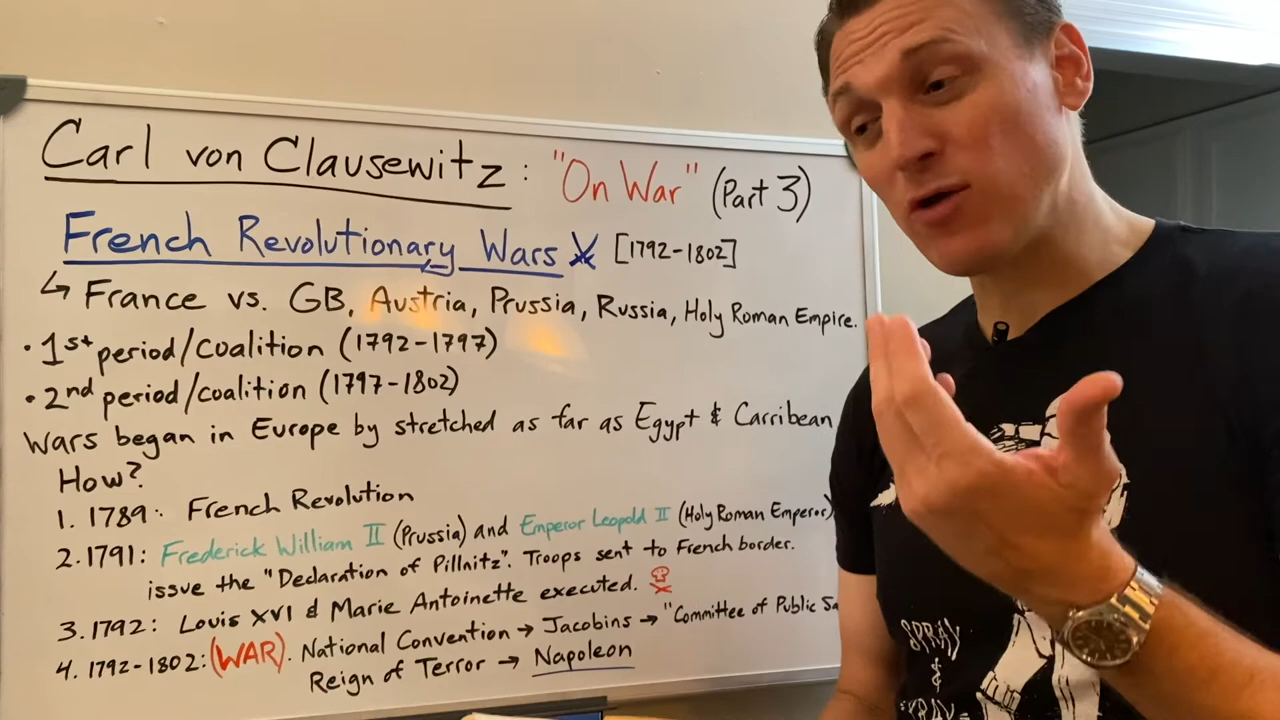 Carl von Clausewitz: "On War" (Part 3)
French Revolutionary Wars [1792-1802]
↳ France vs. GB, Austria, Prussia, Russia, Holy Roman Empire.
• 1st period/coalition (1792-1797)
• 2nd period/coalition (1797-1802)
Wars began in Europe by stretched as far as Egypt & Carribean
How?
1. 1789: French Revolution
2. 1791: Frederick William II (Prussia) and Emperor Leopold II (Holy Roman Emperor)
issue the "Declaration of Pillnitz". Troops sent to French border.
3. 1792: Louis XVI & Marie Antoinette executed.
4. 1792-1802: (WAR). National Convention → Jacobins → "Committee of Public Sa
Reign of Terror → Napoleon
SPRAY
&